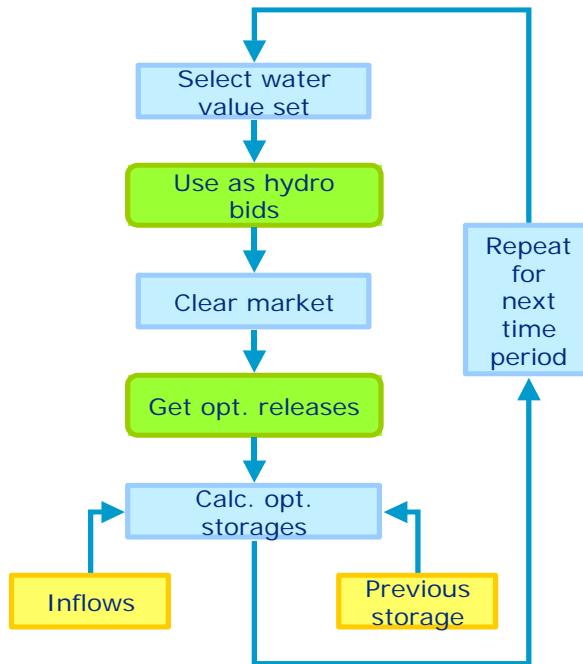 Select water
value set
Use as hydro
bids
Clear market
Get opt. releases
Calc. opt.
storages
Inflows
Previous
storage
Repeat
for
next
time
period